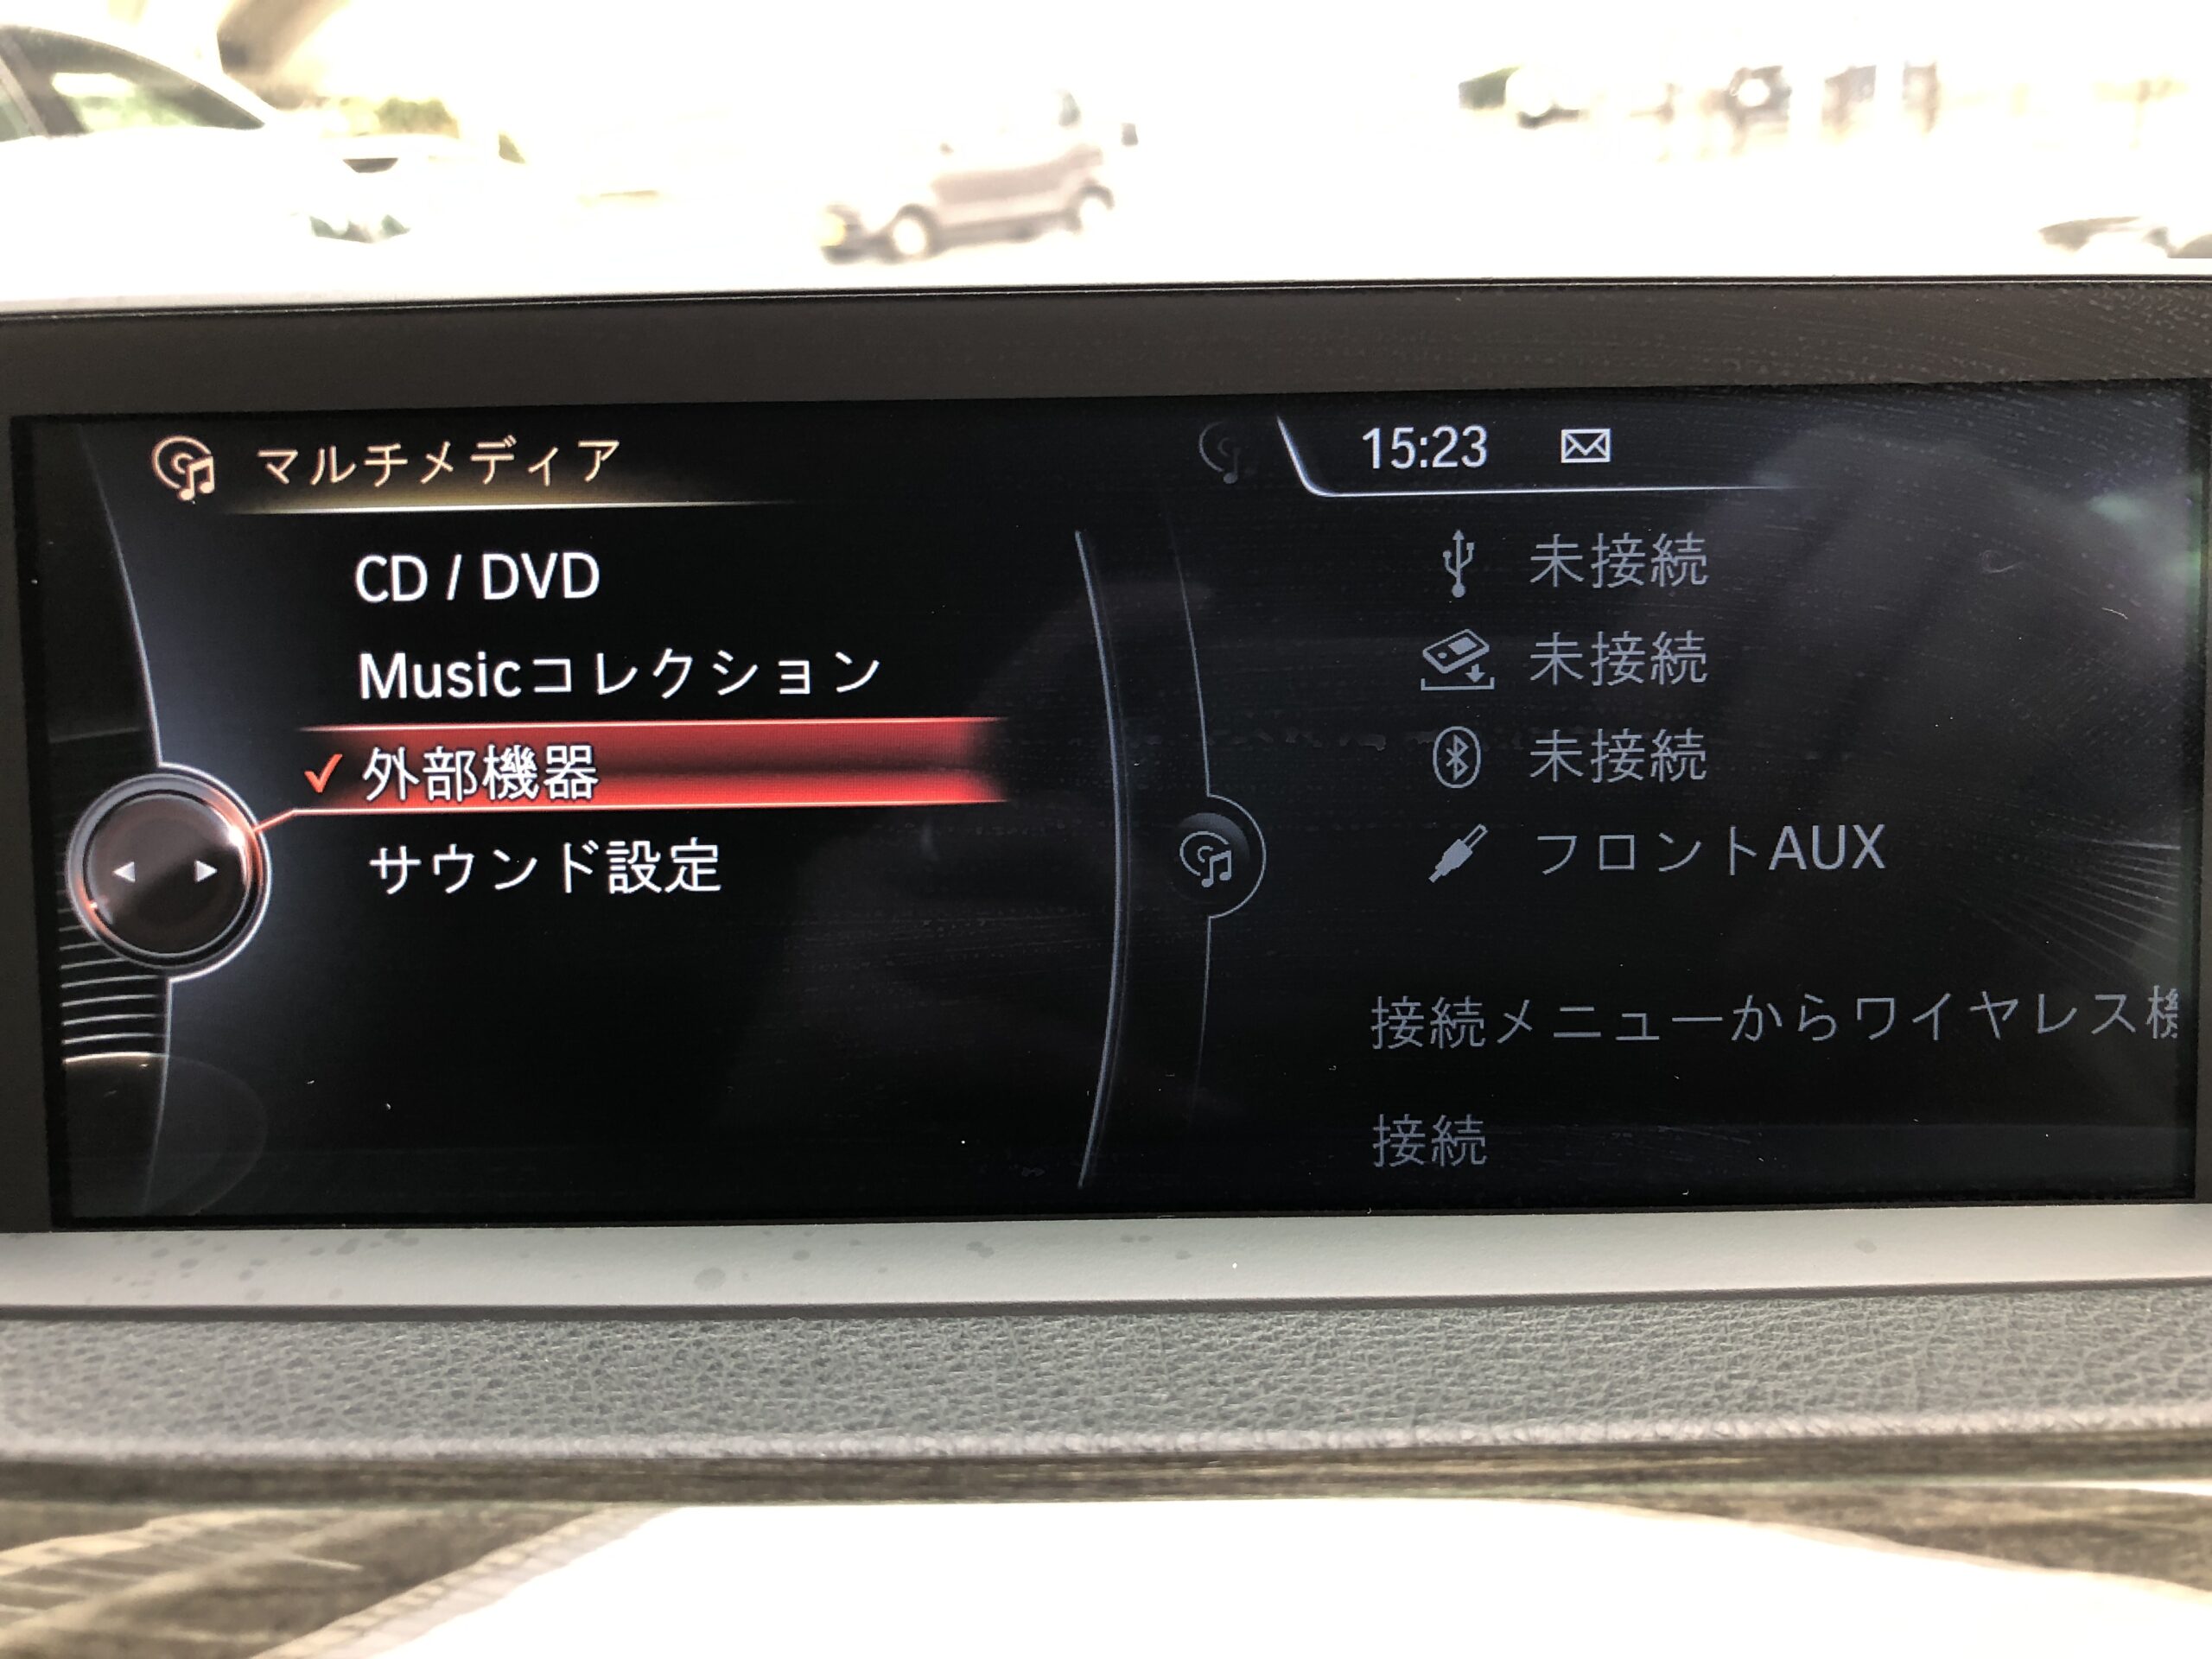 マルチメディア
15:23
CD / DVD
Musicコレクション
外部機器
サウンド設定
未接続
未接続
未接続
フロントAUX
接続メニューからワイヤレス機
接続